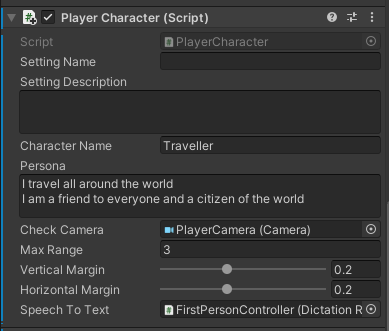 Player Character (Script)
Script PlayerCharacter
Setting Name
Setting Description
Character Name Traveller
Persona
I travel all around the world
I am a friend to everyone and a citizen of the world
Check Camera PlayerCamera (Camera)
Max Range 3
Vertical Margin 0.2
Horizontal Margin 0.2
Speech To Text FirstPersonController (Dictation R